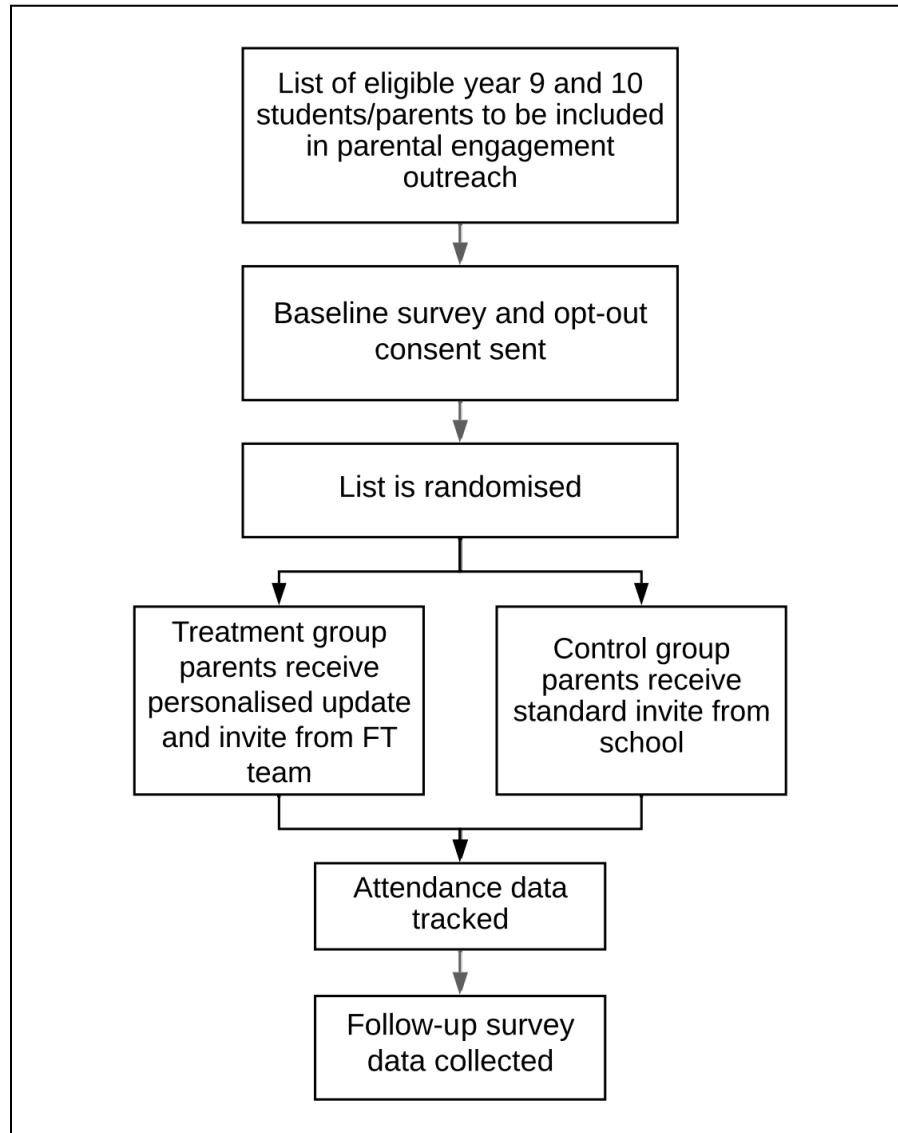 List of eligible year 9 and 10
students/parents to be included
in parental engagement
outreach
Baseline survey and opt-out
consent sent
List is randomised
Treatment group
parents receive
personalised update
and invite from FT
team
Control group
parents receive
standard invite from
school
Attendance data
tracked
Follow-up survey
data collected